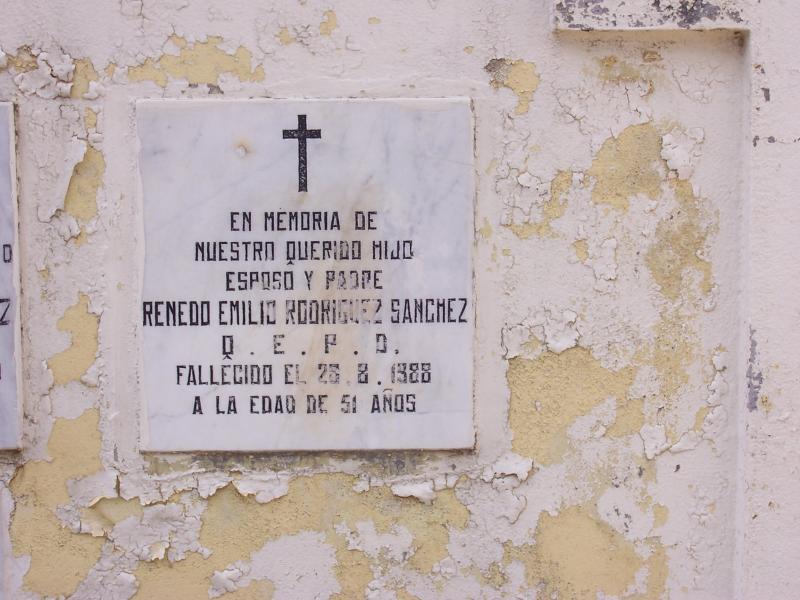 EN MEMORIA DE
NUESTRO QUERIDO HIJO
ESPOSO Y PADRE
RENEDO EMILIO RODRIGUEZ SANCHEZ
Q . E . P . D.
FALLECIDO EL . 8 . 1988
A LA EDAD DE 51 AÑOS